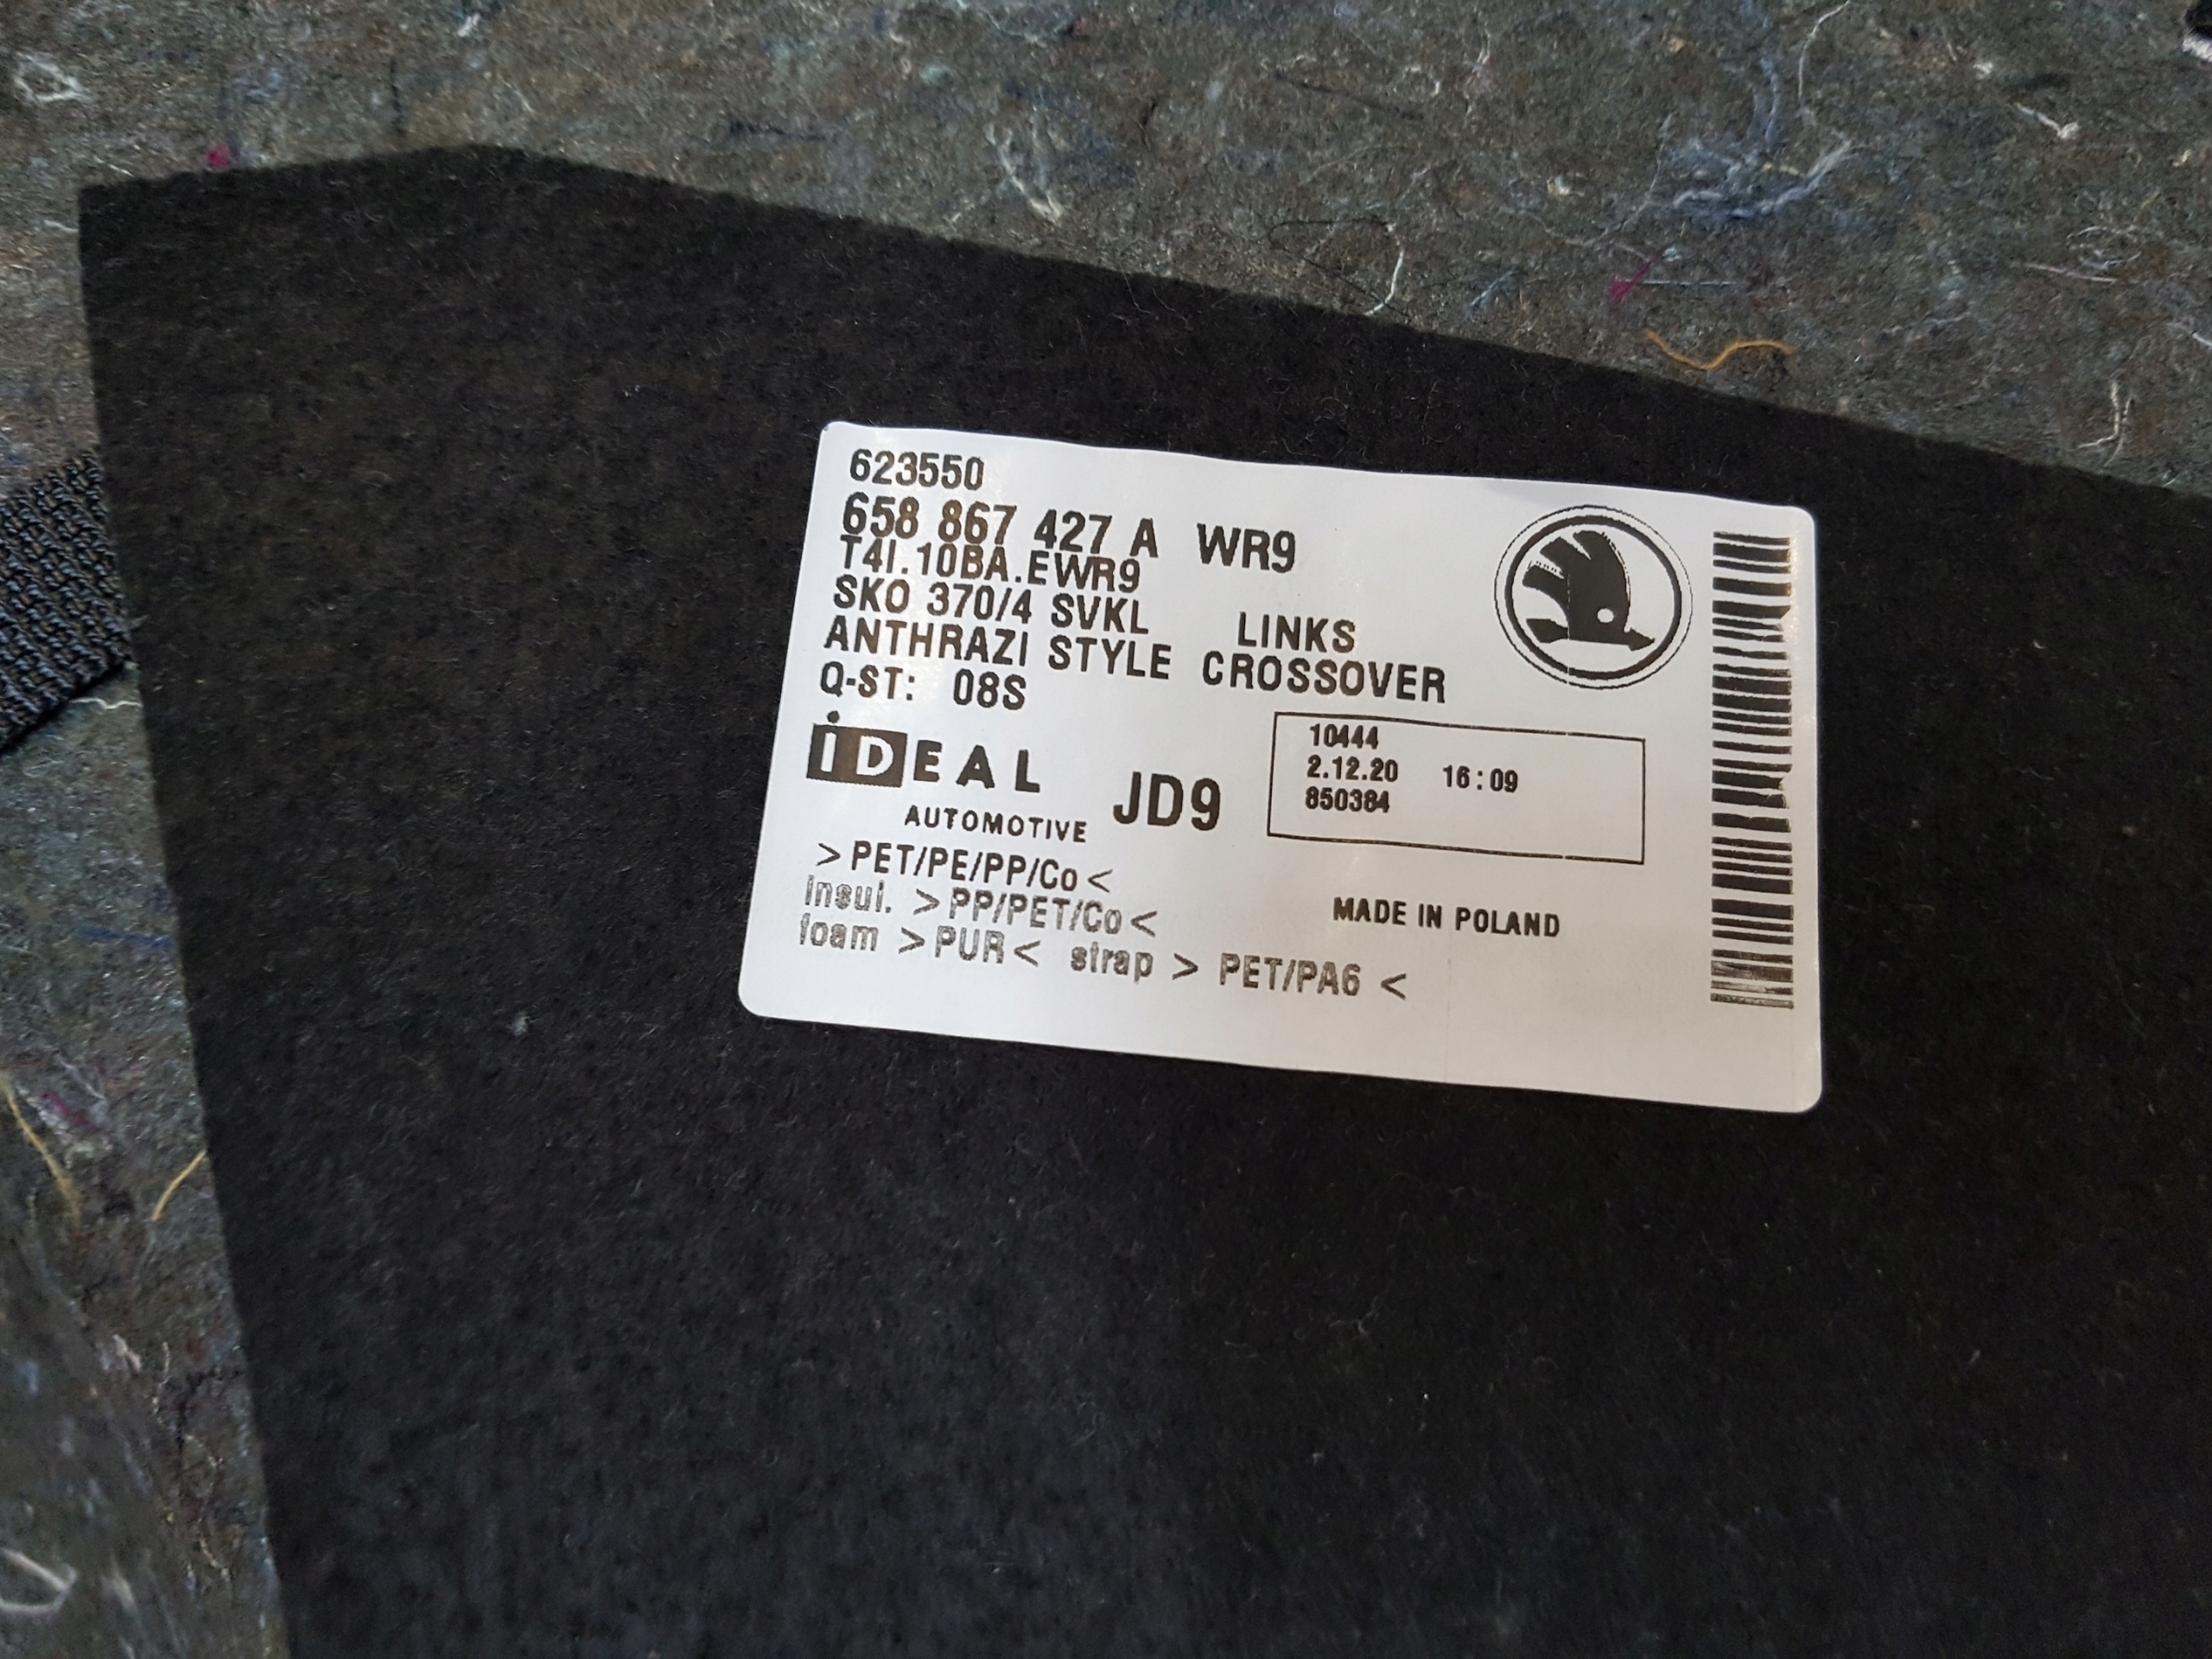 623550
658 867 427 A WR9
T4I.10BA.EWR9
SKO 370/4 SVKL LINKS
ANTHRAZI STYLE CROSSOVER
Q-ST: 08S
iDEAL
AUTOMOTIVE
JD9
10444
2.12.20 16:09
850384
>PET/PE/PP/Co<
insul. >PP/PET/Co<
foam >PUR< strap > PET/PA6 <
MADE IN POLAND